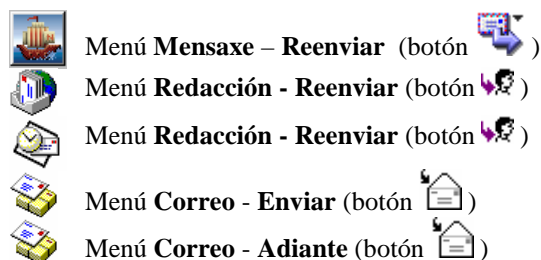 Menú Mensaxe – Reenviar (botón )
Menú Redacción - Reenviar (botón )
Menú Redacción - Reenviar (botón )
Menú Correo - Enviar (botón )
Menú Correo - Adiante (botón )